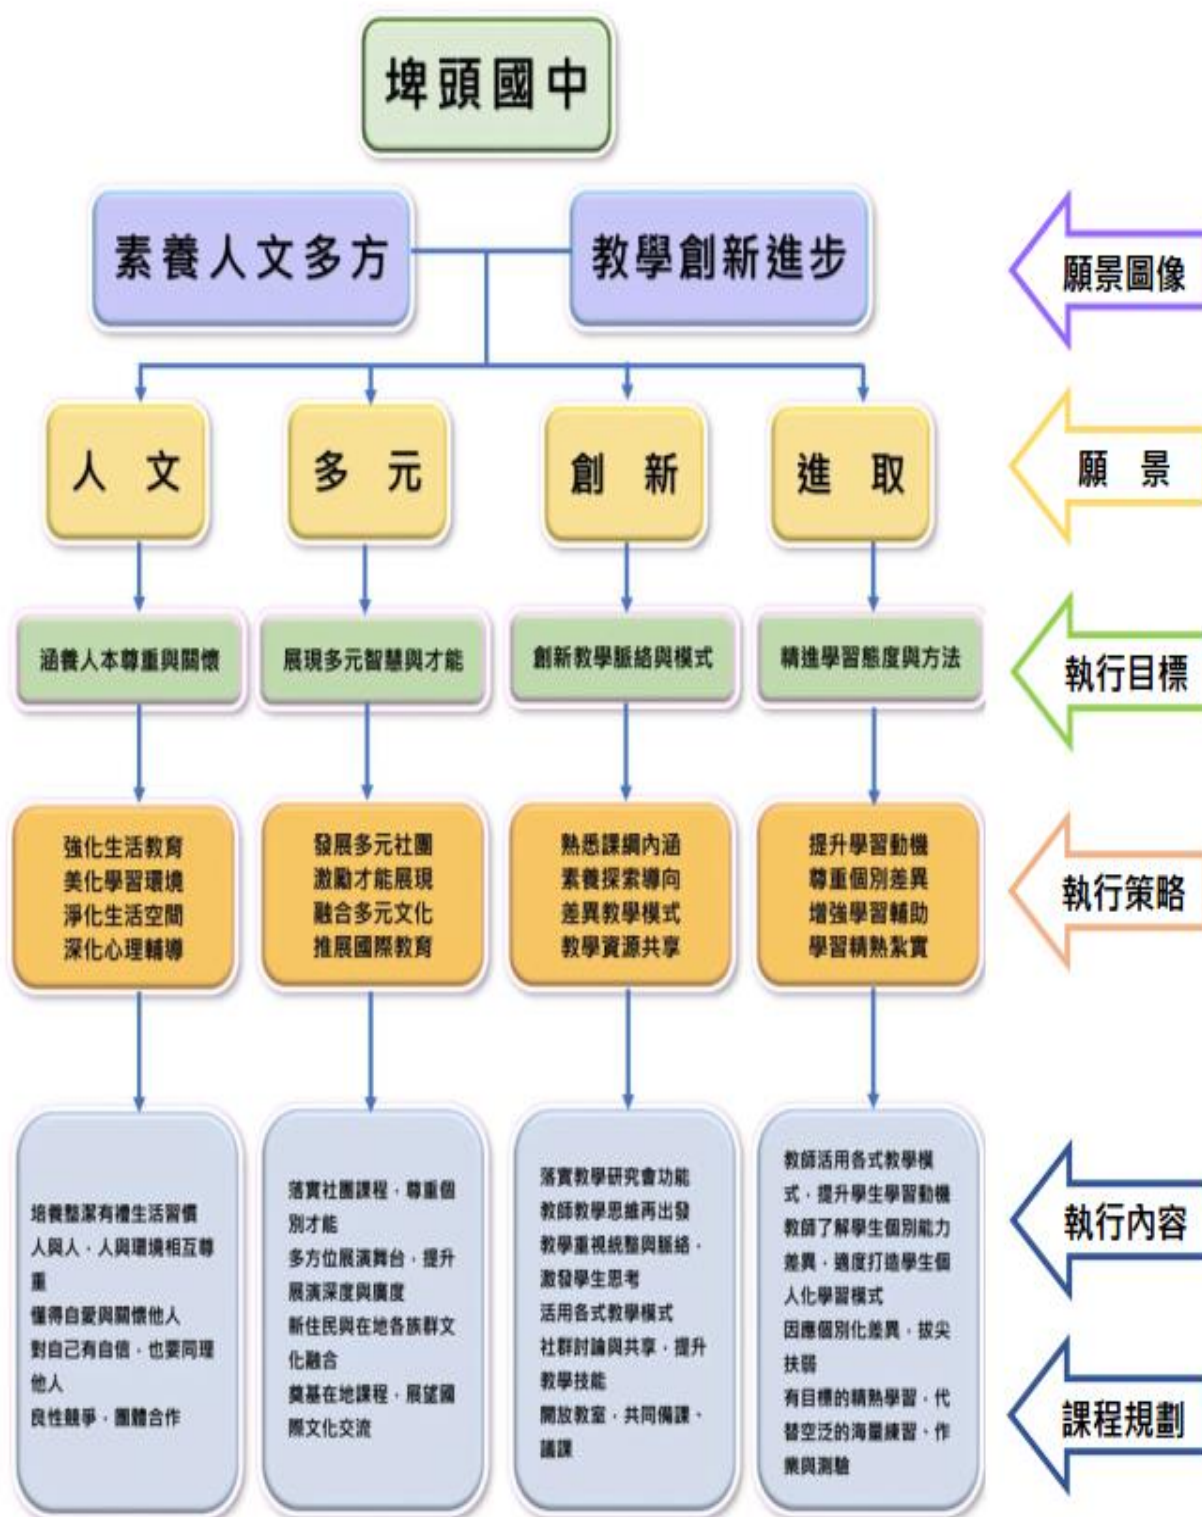 埤頭國中
素養人文多方
教學創新進步
願景圖像
人 文
多 元
創 新
進 取
願 景
涵養人本尊重與關懷
展現多元智慧與才能
創新教學脈絡與模式
精進學習態度與方法
執行目標
強化生活教育
美化學習環境
淨化生活空間
深化心理輔導
發展多元社團
激勵才能展現
融合多元文化
推展國際教育
熟悉課綱內涵
素養探索導向
差異教學模式
教學資源共享
提升學習動機
尊重個別差異
增強學習輔助
學習精熟紮實
執行策略
培養整潔有禮生活習慣
人與人，人與環境相互尊
重
懂得自愛與關懷他人
對自己有自信，也要同理
他人
良性競爭，團體合作
落實社團課程，尊重個
別才能
多方位展演舞台，提升
展演深度與廣度
新住民與在地各族群文
化融合
奠基在地課程，展望國
際文化交流
落實教學研究會功能
教師教學思維再出發
教學重視統整與脈絡，
激發學生思考
活用各式教學模式
社群討論與共享，提升
教學技能
開放教室，共同備課、
議課
教師活用各式教學模
式，提升學生學習動機
教師了解學生個別能力
差異，適度打造學生個
人化學習模式
因應個別化差異，拔尖
扶弱
有目標的精熟學習，代
替空泛的海量練習、作
業與測驗
執行內容
課程規劃